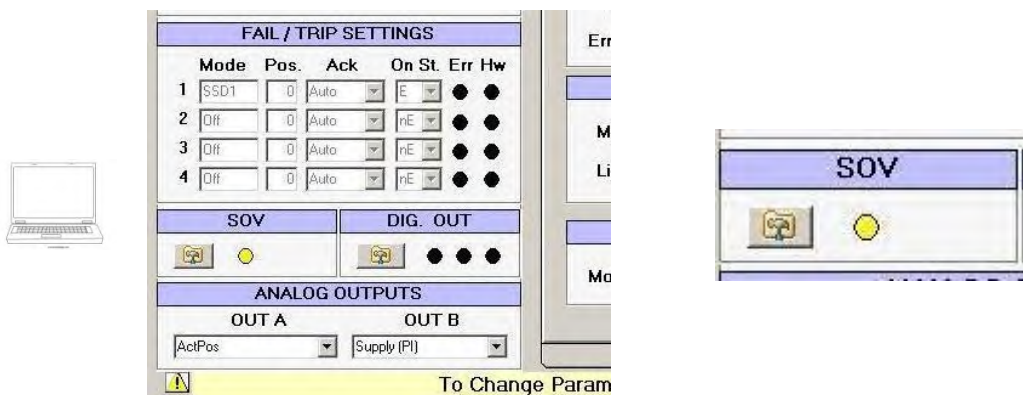 FAIL / TRIP SETTINGS
Mode Pos. Ack On St. Err Hw
1 SSD1 0 Auto E
2 Off 0 Auto nE
3 Off 0 Auto nE
4 Off 0 Auto nE
SOV DIG. OUT
ANALOG OUTPUTS
OUT A OUT B
ActPos Supply (PI)
To Change Param
Err
M
Li
Mo
SOV